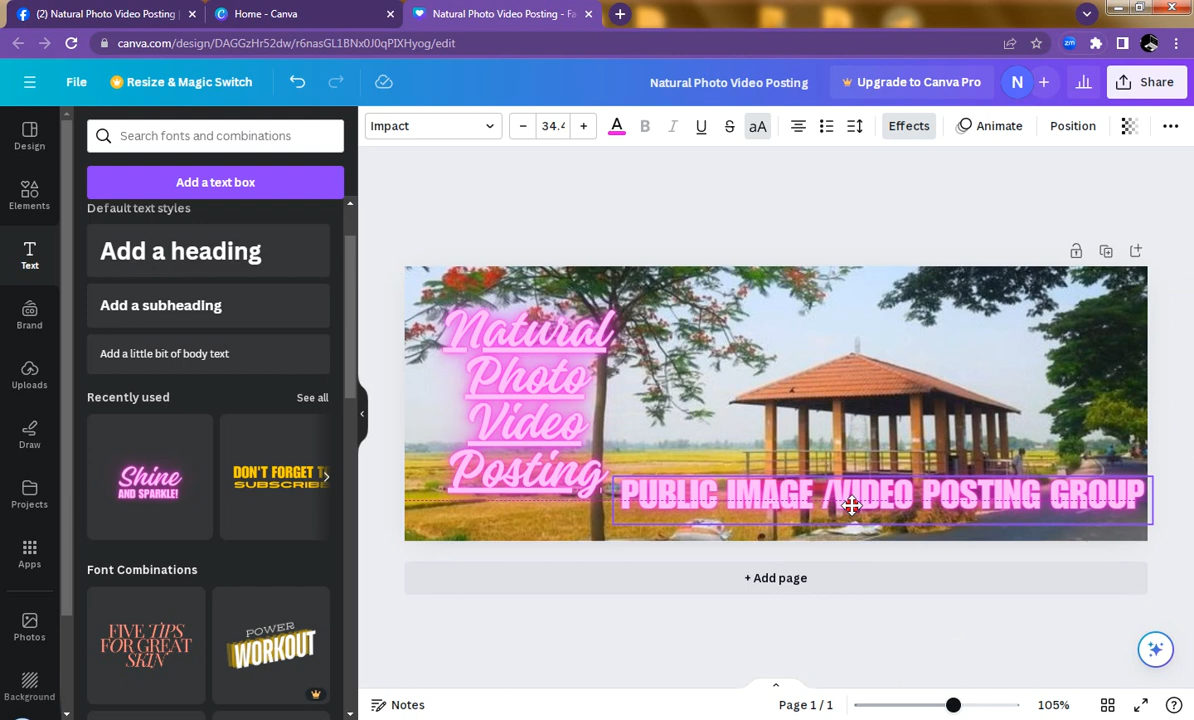 (2) Natural Photo Video Posting |
Home - Canva
Natural Photo Video Posting - Fa
canva.com/design/DAGGzHr52dw/r6nasGL1BNx0J0qPIXHyog/edit
zm
File
Resize & Magic Switch
Natural Photo Video Posting
Upgrade to Canva Pro
N
Share
Design
Elements
Text
Brand
Uploads
Draw
Projects
Apps
Photos
Background
Search fonts and combinations
Add a text box
Default text styles
Add a heading
Add a subheading
Add a little bit of body text
Recently used
See all
Shine
AND SPARKLE!
DON'T FORGET T
SUBSCRIBE
Font Combinations
FIVE TIPS
FOR GREAT
SKIN
POWER
WORKOUT
Impact
34.4
A
B
I
U
S
aA
Effects
Animate
Position
Natural
Photo
Video
Posting
PUBLIC IMAGE /VIDEO POSTING GROUP
+ Add page
Notes
Page 1 / 1
105%